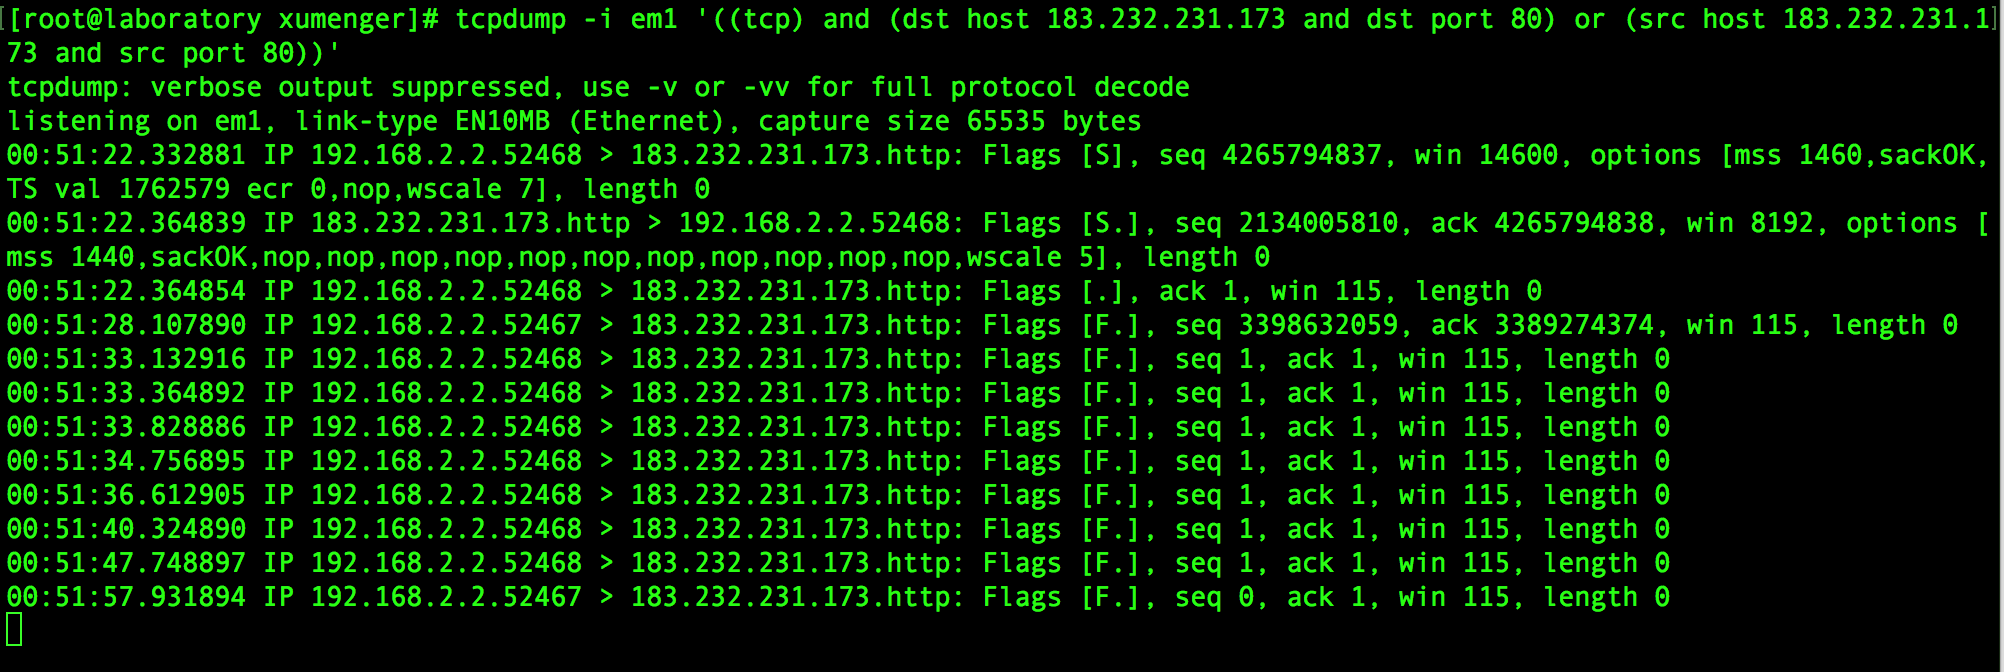 [root@laboratory xumenger]# tcpdump -i em1 '((tcp) and (dst host 183.232.231.173 and dst port 80) or (src host 183.232.231.1
73 and src port 80))'
tcpdump: verbose output suppressed, use -v or -vv for full protocol decode
listening on em1, link-type EN10MB (Ethernet), capture size 65535 bytes
00:51:22.332881 IP 192.168.2.2.52468 > 183.232.231.173.http: Flags [S], seq 4265794837, win 14600, options [mss 1460,sackOK,
TS val 1762579 ecr 0,nop,wscale 7], length 0
00:51:22.364839 IP 183.232.231.173.http > 192.168.2.2.52468: Flags [S.], seq 2134005810, ack 4265794838, win 8192, options [
mss 1440,sackOK,nop,nop,nop,nop,nop,nop,nop,nop,nop,nop,nop,wscale 5], length 0
00:51:22.364854 IP 192.168.2.2.52468 > 183.232.231.173.http: Flags [.], ack 1, win 115, length 0
00:51:28.107890 IP 192.168.2.2.52467 > 183.232.231.173.http: Flags [F.], seq 3398632059, ack 3389274374, win 115, length 0
00:51:33.132916 IP 192.168.2.2.52468 > 183.232.231.173.http: Flags [F.], seq 1, ack 1, win 115, length 0
00:51:33.364892 IP 192.168.2.2.52468 > 183.232.231.173.http: Flags [F.], seq 1, ack 1, win 115, length 0
00:51:33.828886 IP 192.168.2.2.52468 > 183.232.231.173.http: Flags [F.], seq 1, ack 1, win 115, length 0
00:51:34.756895 IP 192.168.2.2.52468 > 183.232.231.173.http: Flags [F.], seq 1, ack 1, win 115, length 0
00:51:36.612905 IP 192.168.2.2.52468 > 183.232.231.173.http: Flags [F.], seq 1, ack 1, win 115, length 0
00:51:40.324890 IP 192.168.2.2.52468 > 183.232.231.173.http: Flags [F.], seq 1, ack 1, win 115, length 0
00:51:47.748897 IP 192.168.2.2.52468 > 183.232.231.173.http: Flags [F.], seq 1, ack 1, win 115, length 0
00:51:57.931894 IP 192.168.2.2.52467 > 183.232.231.173.http: Flags [F.], seq 0, ack 1, win 115, length 0